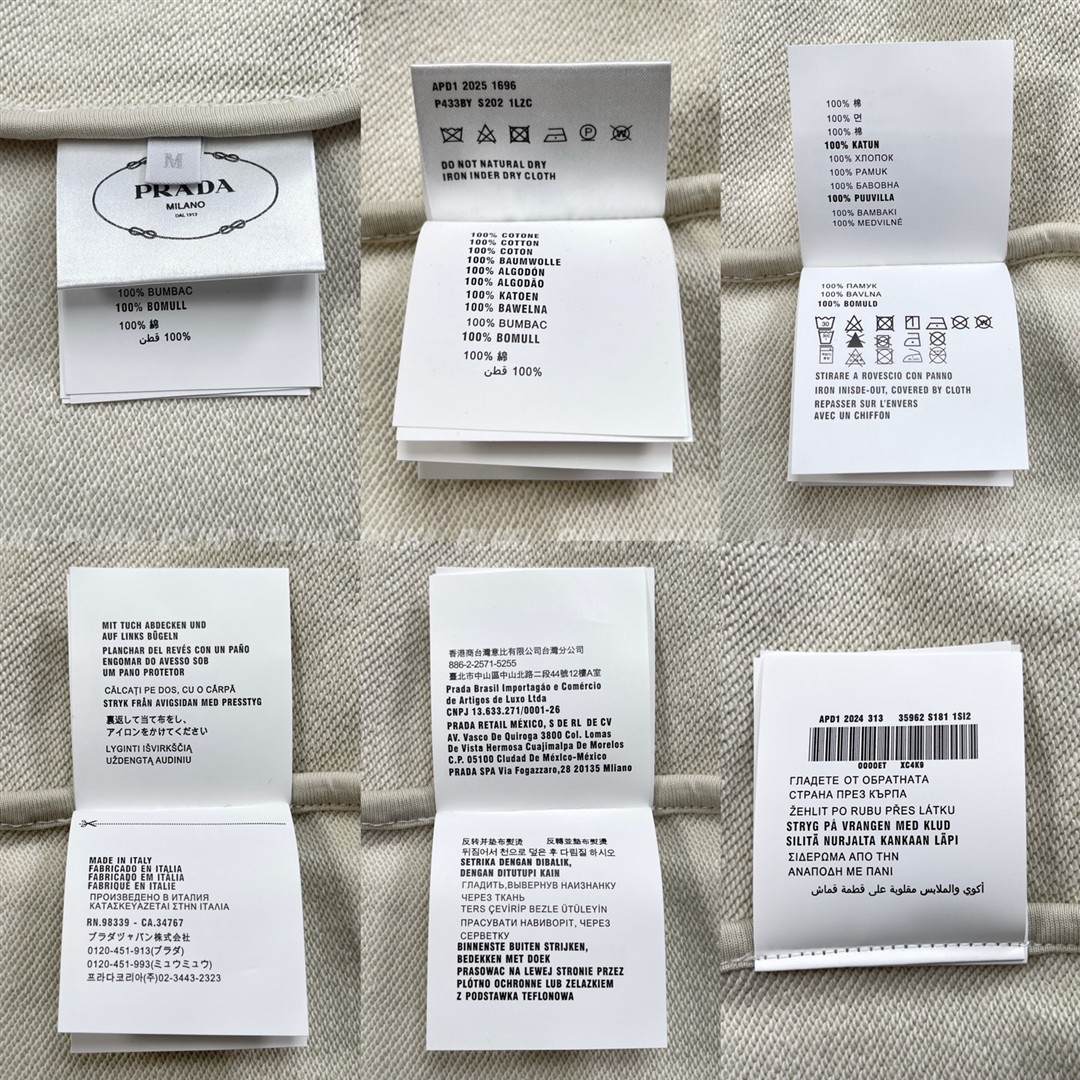 M
PRADA
MILANO
DAL 1913
100% BUMBAC
100% BOMULL
100% 綿
100% قطن
APD1 2025 1696
P433BY S202 1LZC
DO NOT NATURAL DRY
IRON INDER DRY CLOTH
100% COTONE
100% COTTON
100% COTON
100% BAUMWOLLE
100% ALGODÓN
100% ALGODÃO
100% KATOEN
100% BAWELNA
100% BUMBAC
100% BOMULL
100% 綿
100% قطن
100% 棉
100% 면
100% 棉
100% KATUN
100% ХЛОПОК
100% PAMUK
100% БАВОВНА
100% PUUVILLA
100% BAMBAKI
100% MEDVILNÉ
100% ПАМУК
100% BAVLNA
100% BOMULD
STIRARE A ROVESCIO CON PANNO
IRON INISDE-OUT, COVERED BY CLOTH
REPASSER SUR L'ENVERS
AVEC UN CHIFFON
MIT TUCH ABDECKEN UND
AUF LINKS BÜGELN
PLANCHAR DEL REVÉS CON UN PAÑO
ENGOMAR DO AVESSO SOB
UM PANO PROTETOR
CĂLCAŢI PE DOS, CU O CÂRPĂ
STRYK FRÅN AVIGSIDAN MED PRESSTYG
裏返して当て布をし、
アイロンをかけてください
LYGINTI IŠVIRKŠČIĄ
UŽDENGTĄ AUDINIU
MADE IN ITALY
FABRICADO EN ITALIA
FABRICADO EM ITALIA
FABRIQUÉ EN ITALIE
ПРОИЗВЕДЕНО В ИТАЛИЯ
ΚΑΤΑΣΚΕΥΑΖΕΤΑΙ ΣΤΗΝ ΙΤΑΛΙΑ
RN.98339 - CA.34767
プラダジャパン株式会社
0120-451-913(プラダ)
0120-451-993(ミュウミュウ)
프라다코리아(주)02-3443-2323
香港商台灣意比有限公司台灣分公司
886-2-2571-5255
臺北市中山區中山北路二段44號12樓A室
Prada Brasil Importagáo e Comércio
de Artigos de Luxo Ltda
CNPJ 13.633.271/0001-26
PRADA RETAIL MÉXICO, S DE RL DE CV
AV. Vasco De Quiroga 3800 Col. Lomas
De Vista Hermosa Cuajimalpa De Morelos
C.P. 05100 Ciudad De México-México
PRADA SPA Via Fogazzaro,28 20135 Mliano
反转并垫布熨烫 反轉並墊布熨燙
뒤짐어서 천으로 덮은 후 다림질 하시오
SETRIKA DENGAN DIBALIK,
DENGAN DITUTUPI KAIN
ГЛАДИТЬ,ВЫВЕРНУВ НАИЗНАНКУ
ЧЕРЕЗ ТКАНЬ
TERS ÇEVİRİP BEZLE ÜTÜLEYİN
ПРАСУВАТИ НАВИВОРІТ, ЧЕРЕЗ
СЕРВЕТКУ
BINNENSTE BUITEN STRIJKEN,
BEDEKKEN MET DOEK
PRASOWAC NA LEWEJ STRONIE PRZEZ
PLÓTNO OCHRONNE LUB ZELAZKIEM
Z PODSTAWKA TEFLONOWA
APD1 2024 313 35962 S181 1SI2
0000ET XC4K9
ГЛАДЕТЕ ОТ ОБРАТНАТА
СТРАНА ПРЕЗ КЪРПА
ŽEHLIT PO RUBU PŘES LÁTKU
STRYG PÅ VRANGEN MED KLUD
SILITÄ NURJALTA KANKAAN LÄPI
ΣΙΔΕΡΩΜΑ ΑΠΟ ΤΗΝ
ΑΝΑΠΟΔΗ ΜΕ ΠΑΝΙ
أكوي والملابس مقلوبة على قطمة قماش